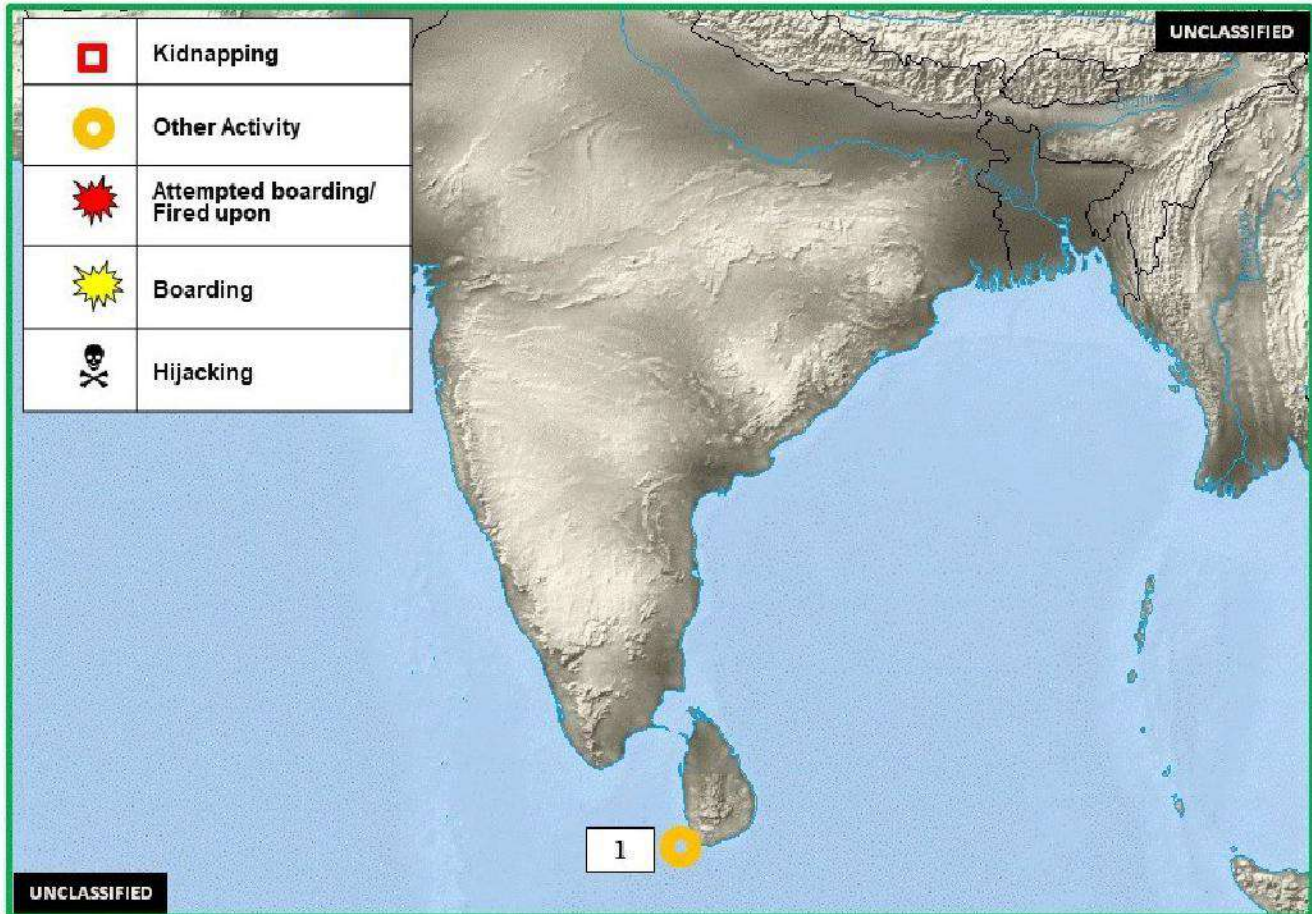 UNCLASSIFIED
Kidnapping
Other Activity
Attempted boarding/
Fired upon
Boarding
Hijacking
1
UNCLASSIFIED